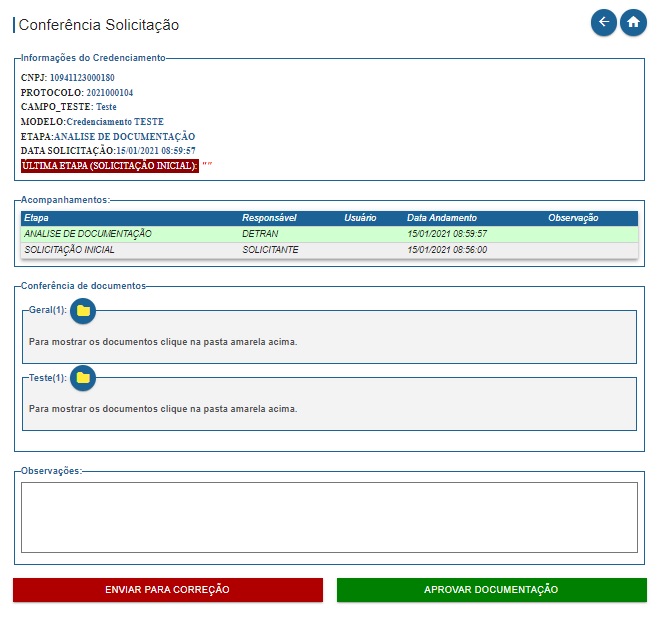 Conferência Solicitação
Informações do Credenciamento
CNPJ: 10941123000180
PROTOCOLO: 2021000104
CAMPO_TESTE: Teste
MODELO:Credenciamento TESTE
ETAPA:ANALISE DE DOCUMENTAÇÃO
DATA SOLICITAÇÃO:15/01/2021 08:59:57
ÚLTIMA ETAPA (SOLICITAÇÃO INICIAL): ""
Acompanhamentos:
Etapa Responsável Usuário Data Andamento Observação
ANALISE DE DOCUMENTAÇÃO DETRAN 15/01/2021 08:59:57
SOLICITAÇÃO INICIAL SOLICITANTE 15/01/2021 08:56:00
Conferência de documentos
Geral(1):
Para mostrar os documentos clique na pasta amarela acima.
Teste(1):
Para mostrar os documentos clique na pasta amarela acima.
Observações:
ENVIAR PARA CORREÇÃO APROVAR DOCUMENTAÇÃO